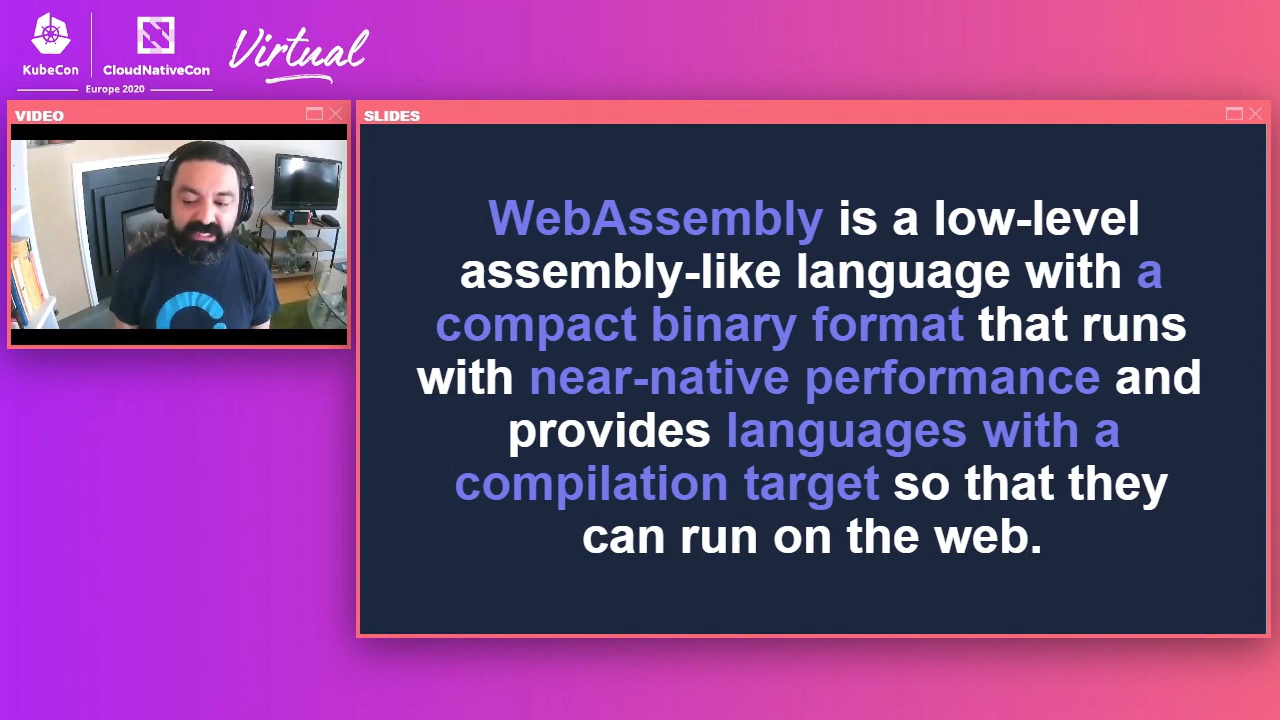 KubeCon
CloudNativeCon
Europe 2020
Virtual
VIDEO
SLIDES
WebAssembly is a low-level
assembly-like language with a
compact binary format that runs
with near-native performance and
provides languages with a
compilation target so that they
can run on the web.